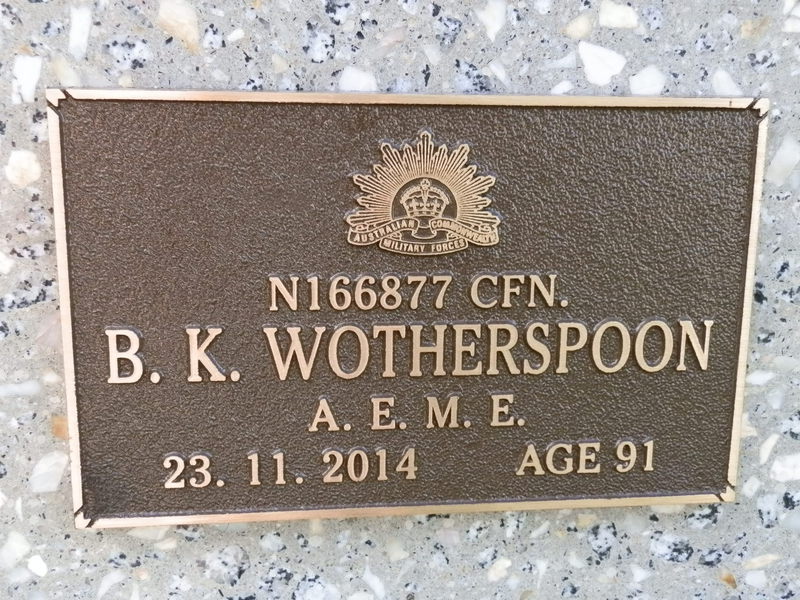 AUSTRALIAN COMMONWEALTH
MILITARY FORCES
N166877 CFN.
B. K. WOTHERSPOON
A. E. M. E.
23. 11. 2014 AGE 91